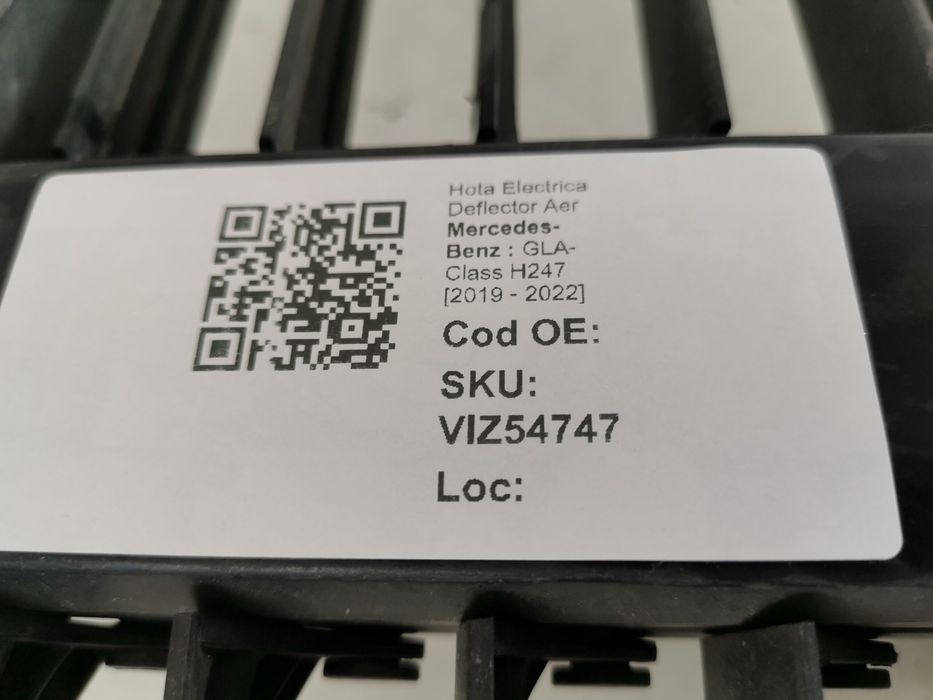 Hota Electrica
Deflector Aer
Mercedes-
Benz : GLA-
Class H247
[2019 - 2022]
Cod OE:
SKU:
VIZ54747
Loc: